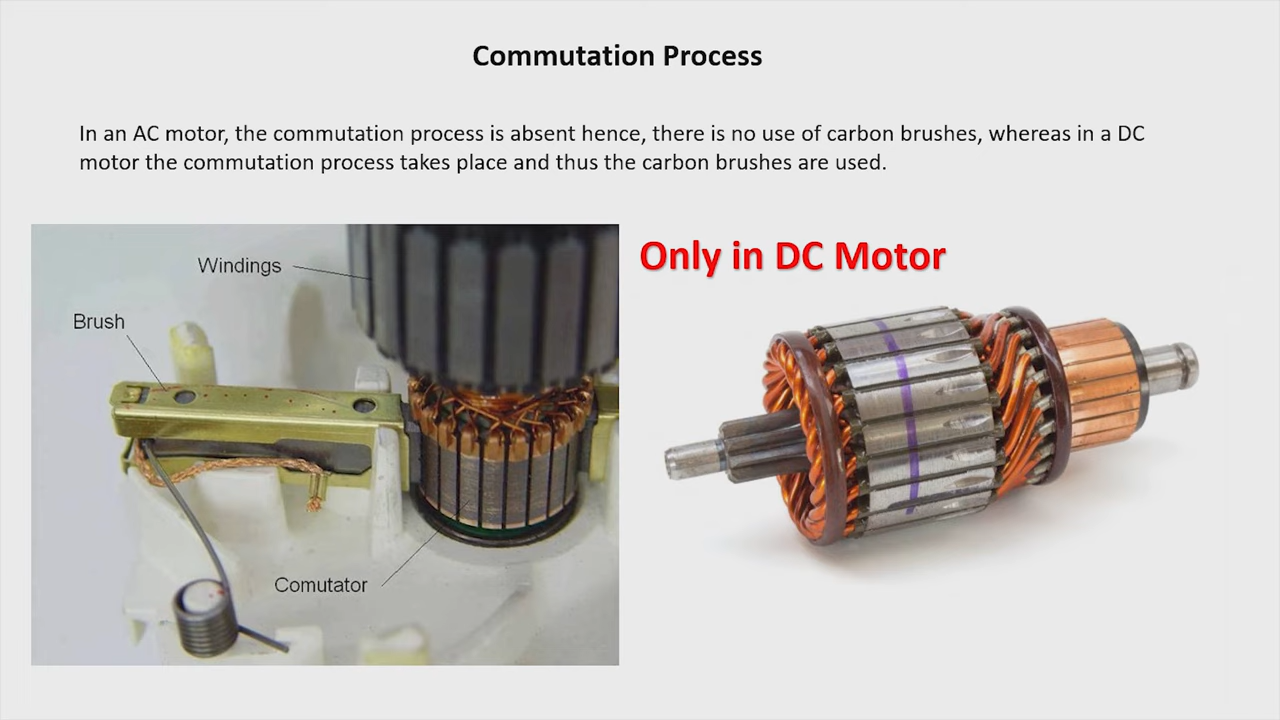 Commutation Process
In an AC motor, the commutation process is absent hence, there is no use of carbon brushes, whereas in a DC
motor the commutation process takes place and thus the carbon brushes are used.
Only in DC Motor
Windings
Brush
Comutator